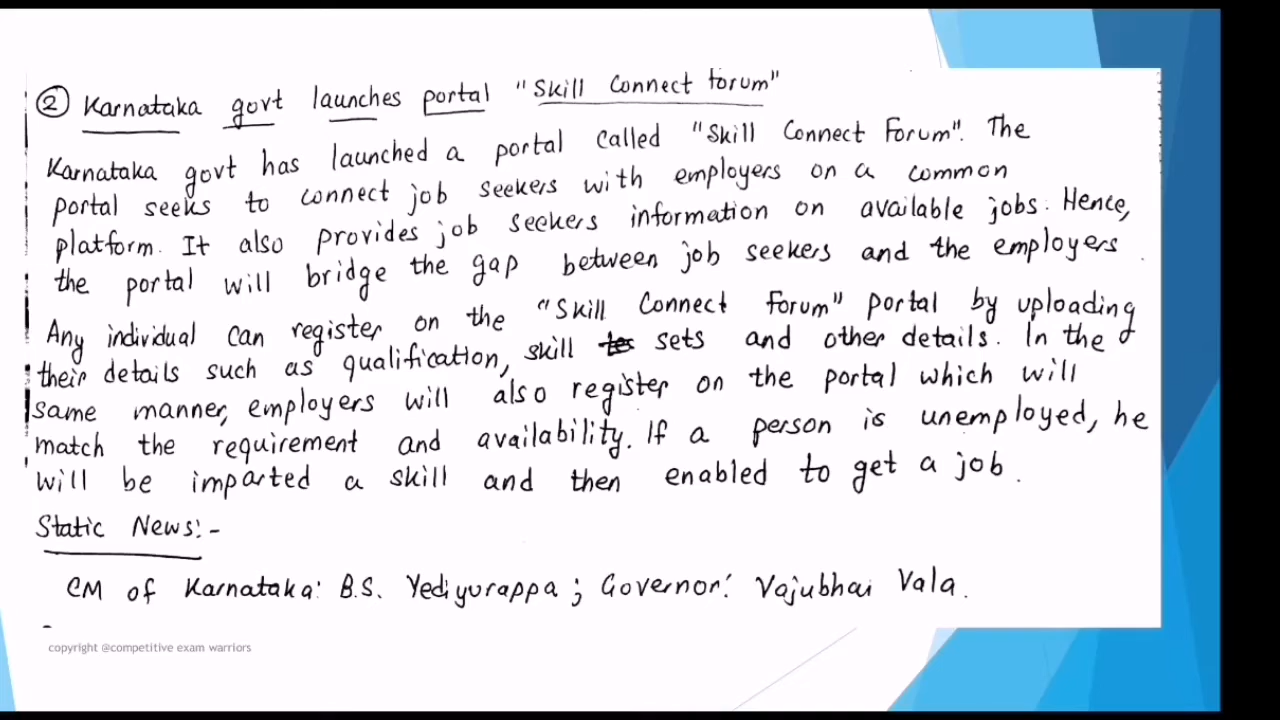 ② Karnataka govt launches portal "Skill Connect forum"
Karnataka govt has launched a portal called "Skill Connect Forum". The
portal seeks to connect job seekers with employers on a common
platform. It also provides job seekers information on available jobs. Hence,
the portal will bridge the gap between job seekers and the employers.
Any individual can register on the "Skill Connect Forum" portal by uploading
their details such as qualification, skill sets and other details. In the
same manner, employers will also register on the portal which will
match the requirement and availability. If a person is unemployed, he
will be imparted a skill and then enabled to get a job.
Static News:-
CM of Karnataka: B.S. Yediyurappa; Governor: Vajubhai Vala.
copyright @competitive exam warriors